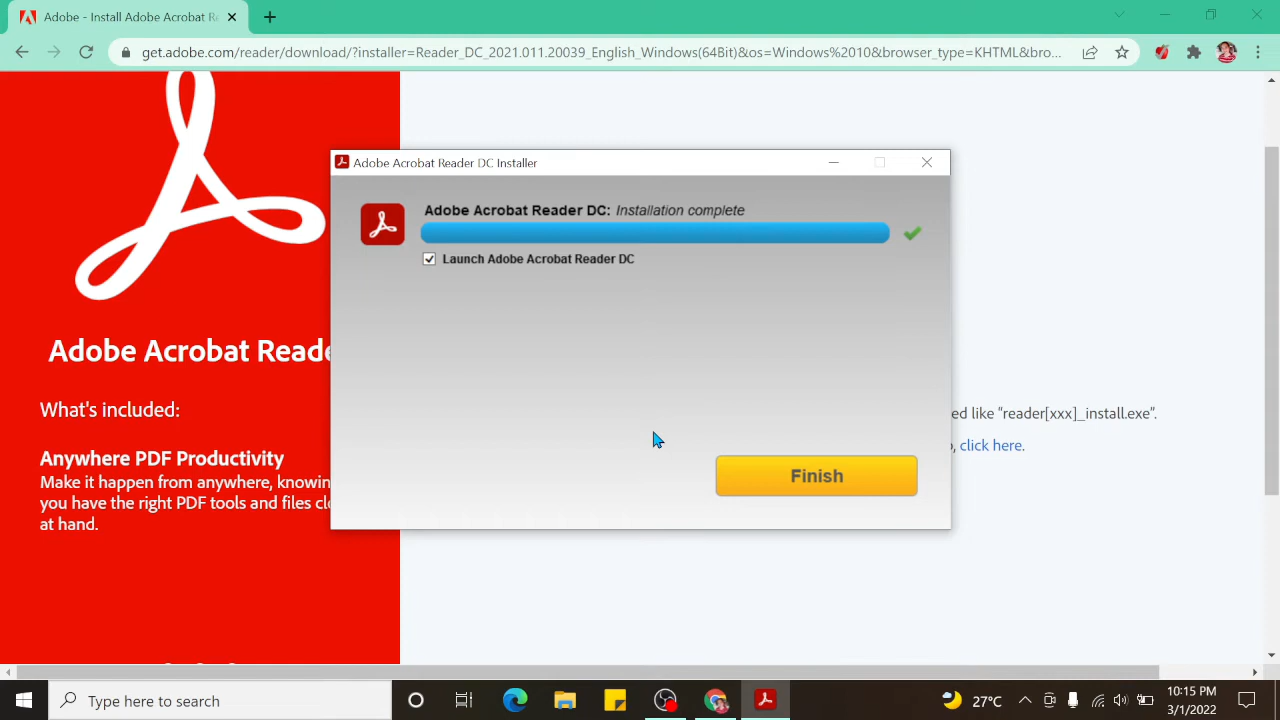 Adobe - Install Adobe Acrobat R
get.adobe.com/reader/download/?installer=Reader_DC_2021.011.20039_English_Windows(64Bit)&os=Windows%2010&browser_type=KHTML&bro...
Adobe Acrobat Reader DC Installer
Adobe Acrobat Reader DC: Installation complete
Launch Adobe Acrobat Reader DC
Adobe Acrobat Reade
What's included:
ed like "reader[xxx]_install.exe".
, click here.
Anywhere PDF Productivity
Make it happen from anywhere, knowin
you have the right PDF tools and files clo
at hand.
Finish
Type here to search
27°C
10:15 PM
3/1/2022